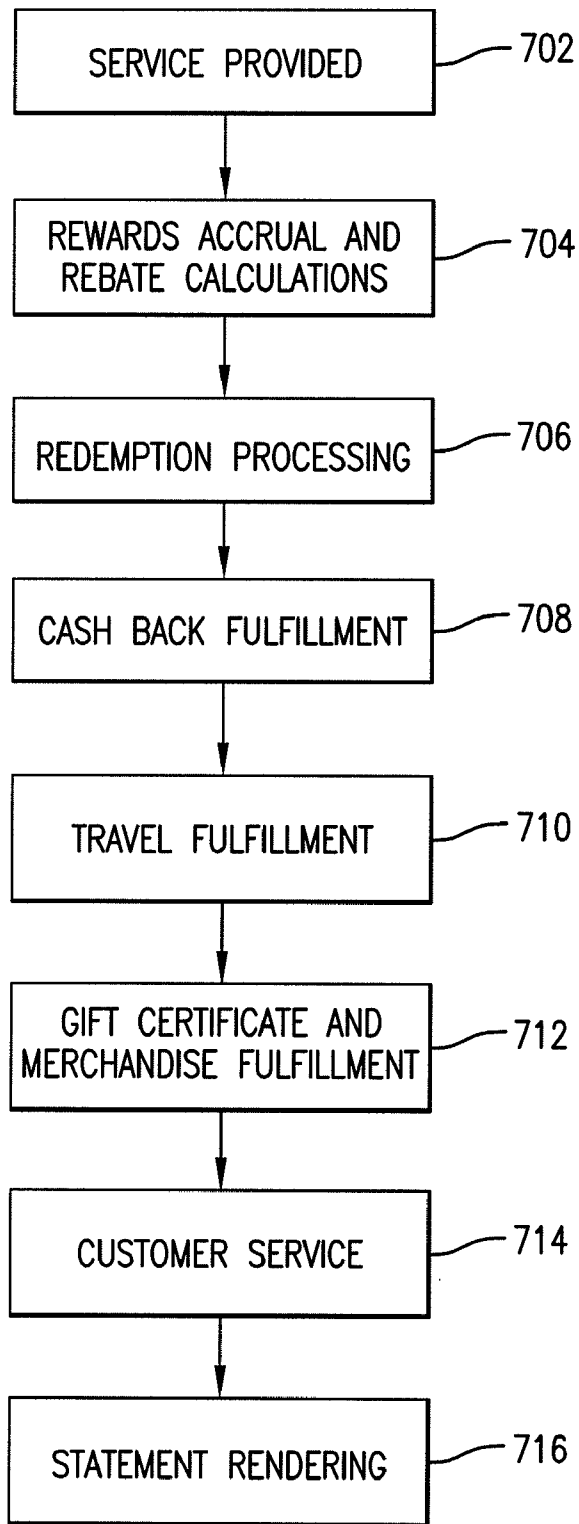 SERVICE PROVIDED
702
REWARDS ACCRUAL AND
REBATE CALCULATIONS
704
REDEMPTION PROCESSING
706
CASH BACK FULFILLMENT
708
TRAVEL FULFILLMENT
710
GIFT CERTIFICATE AND
MERCHANDISE FULFILLMENT
712
CUSTOMER SERVICE
714
STATEMENT RENDERING
716